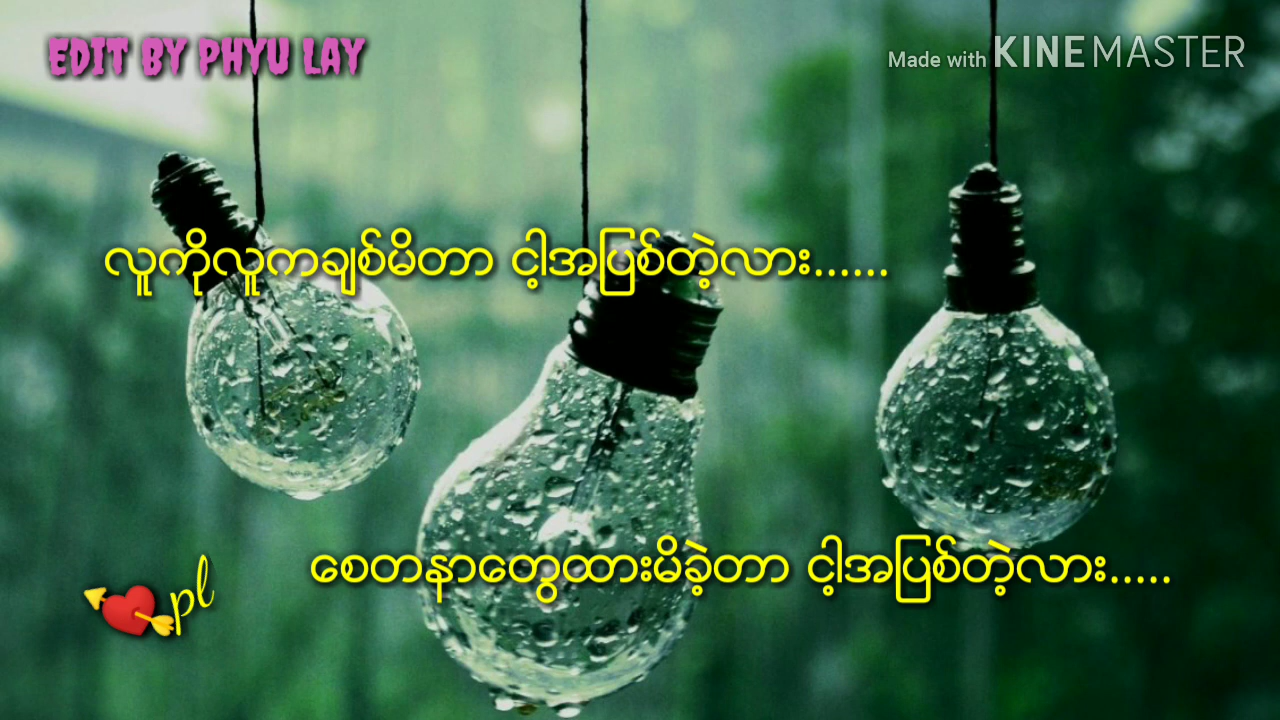 EDIT BY PHYU LAY
Made with KINEMASTER
လူကိုလူကချစ်မိတာ ငါ့အပြစ်တဲ့လား......
စေတနာတွေထားမိခဲ့တာ ငါ့အပြစ်တဲ့လား.....
pl